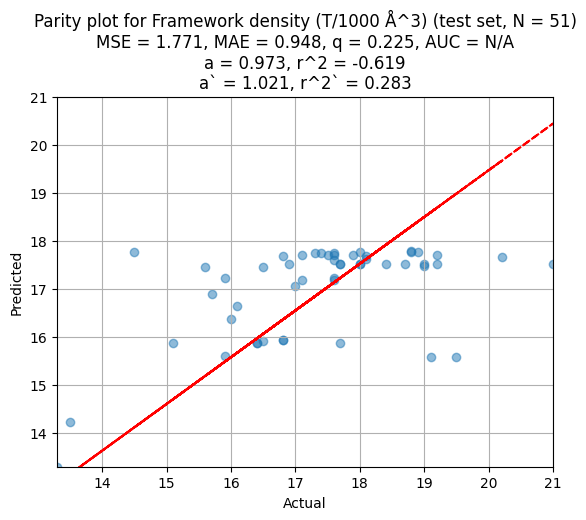 Parity plot for Framework density (T/1000 Å^3) (test set, N = 51)
MSE = 1.771, MAE = 0.948, q = 0.225, AUC = N/A
a = 0.973, r^2 = -0.619
a` = 1.021, r^2` = 0.283
21
20
19
18
17
16
15
14
Predicted
14 15 16 17 18 19 20 21
Actual